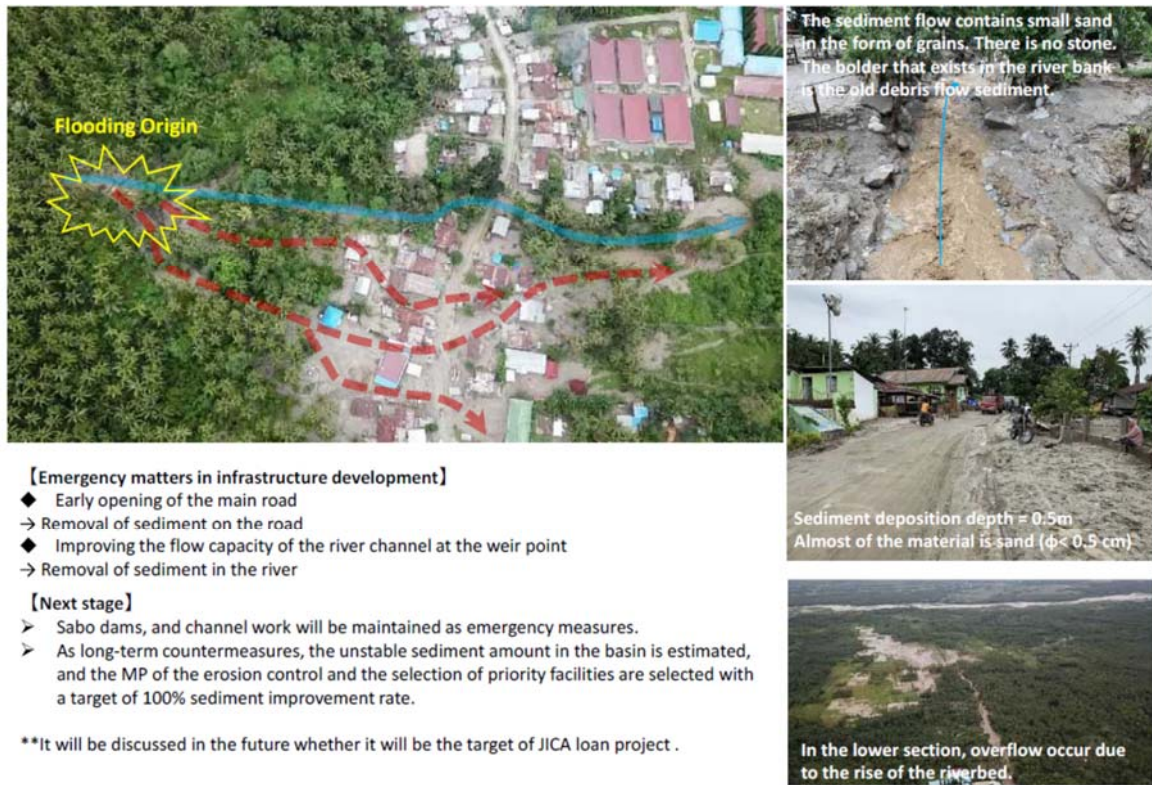 Flooding Origin
The sediment flow contains small sand
in the form of grains. There is no stone.
The bolder that exists in the river bank
is the old debris flow sediment.
Sediment deposition depth = 0.5m
Almost of the material is sand (ϕ< 0.5 cm)
In the lower section, overflow occur due
to the rise of the riverbed.
【Emergency matters in infrastructure development】
◆ Early opening of the main road
→ Removal of sediment on the road
◆ Improving the flow capacity of the river channel at the weir point
→ Removal of sediment in the river
【Next stage】
➢ Sabo dams, and channel work will be maintained as emergency measures.
➢ As long-term countermeasures, the unstable sediment amount in the basin is estimated,
and the MP of the erosion control and the selection of priority facilities are selected with
a target of 100% sediment improvement rate.
**It will be discussed in the future whether it will be the target of JICA loan project .